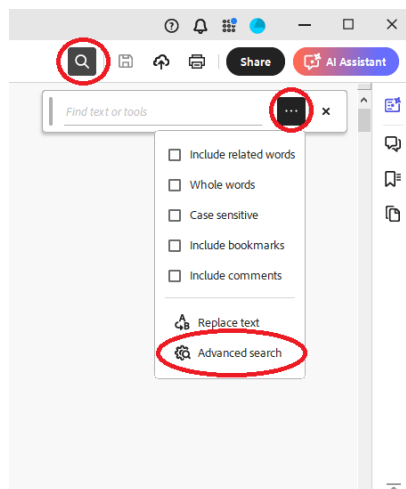 Share
AI Assistant
Find text or tools
Include related words
Whole words
Case sensitive
Include bookmarks
Include comments
Replace text
Advanced search